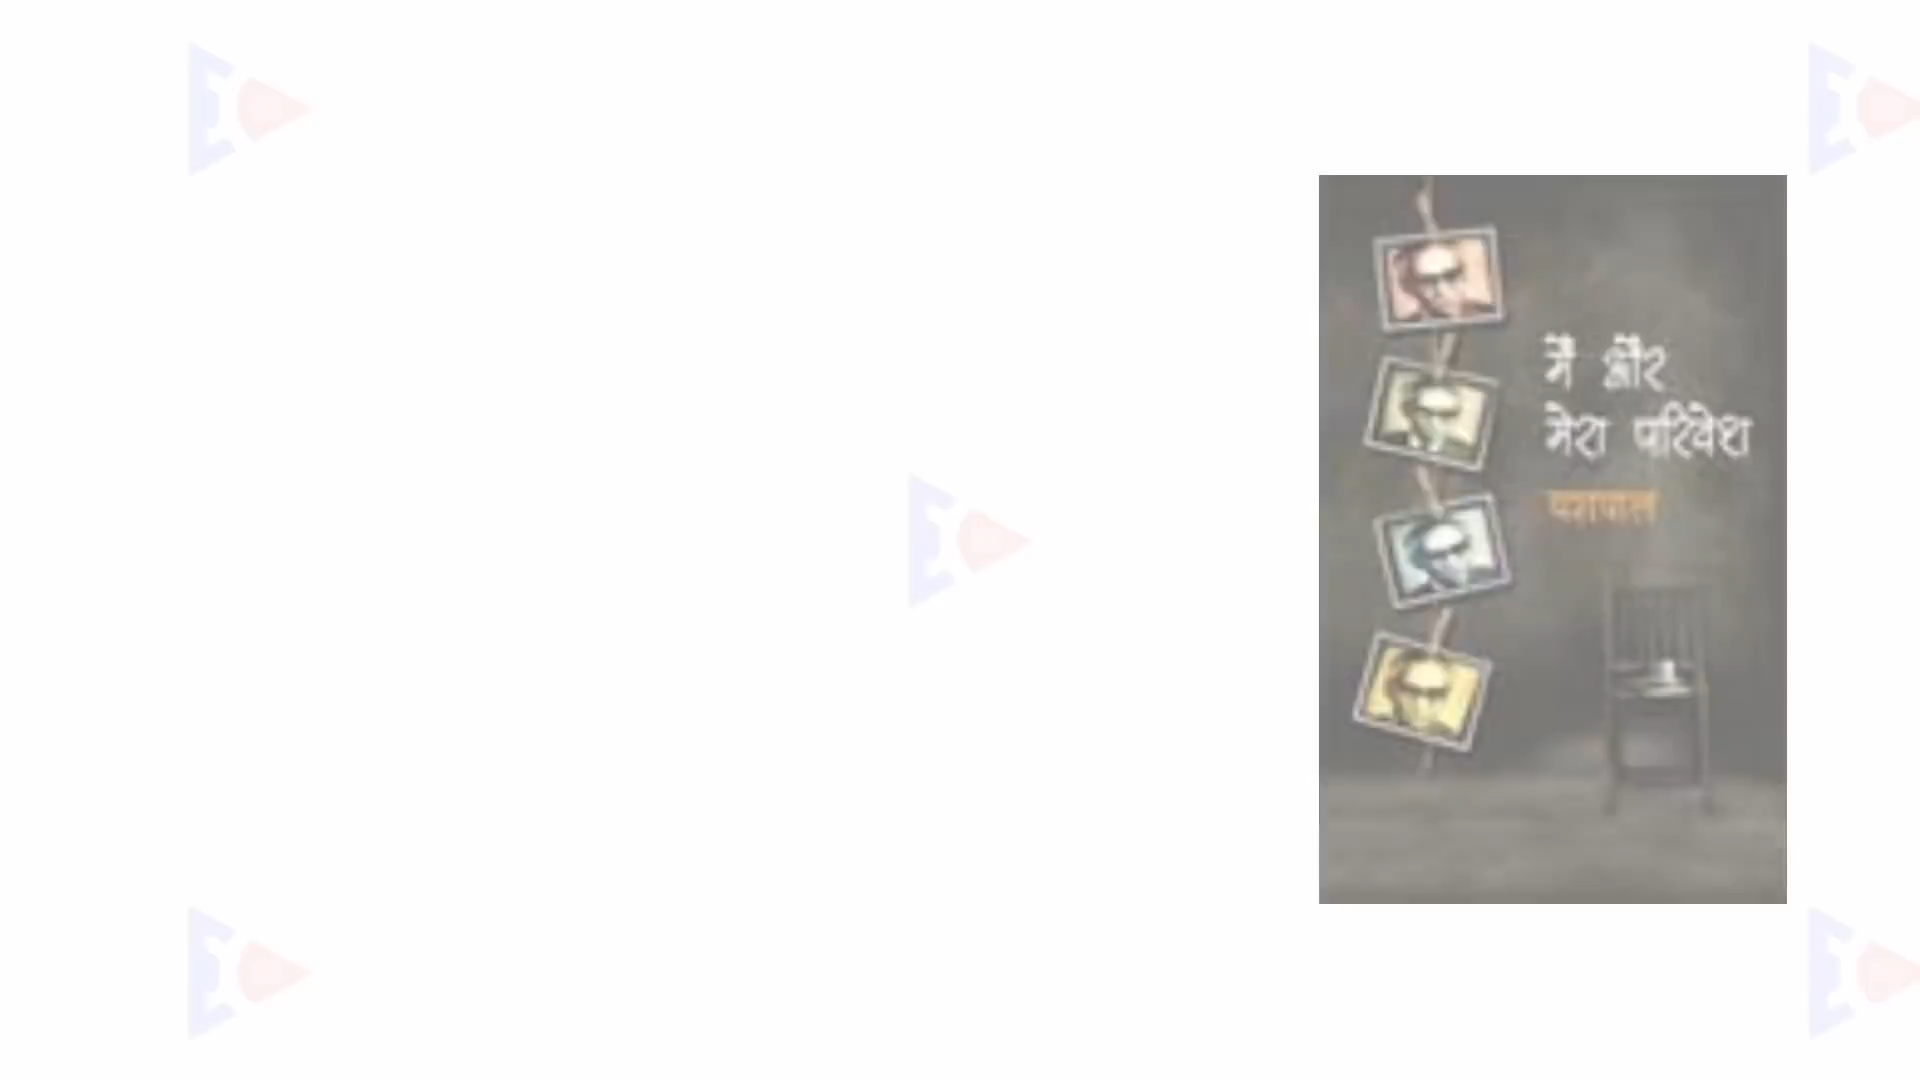 मैं और
मेरा परिवेश
यशपाल